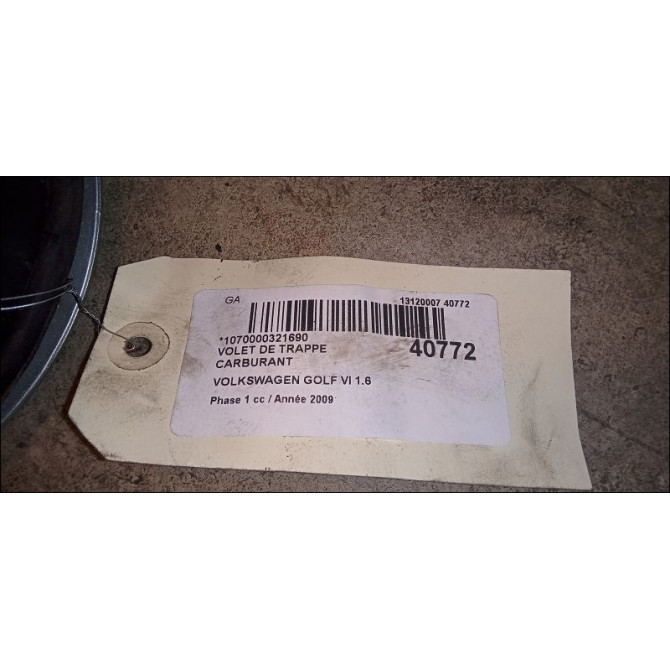 GA
13120007 40772
*1070000321690
VOLET DE TRAPPE
CARBURANT
40772
VOLKSWAGEN GOLF VI 1.6
Phase 1 cc / Année 2009